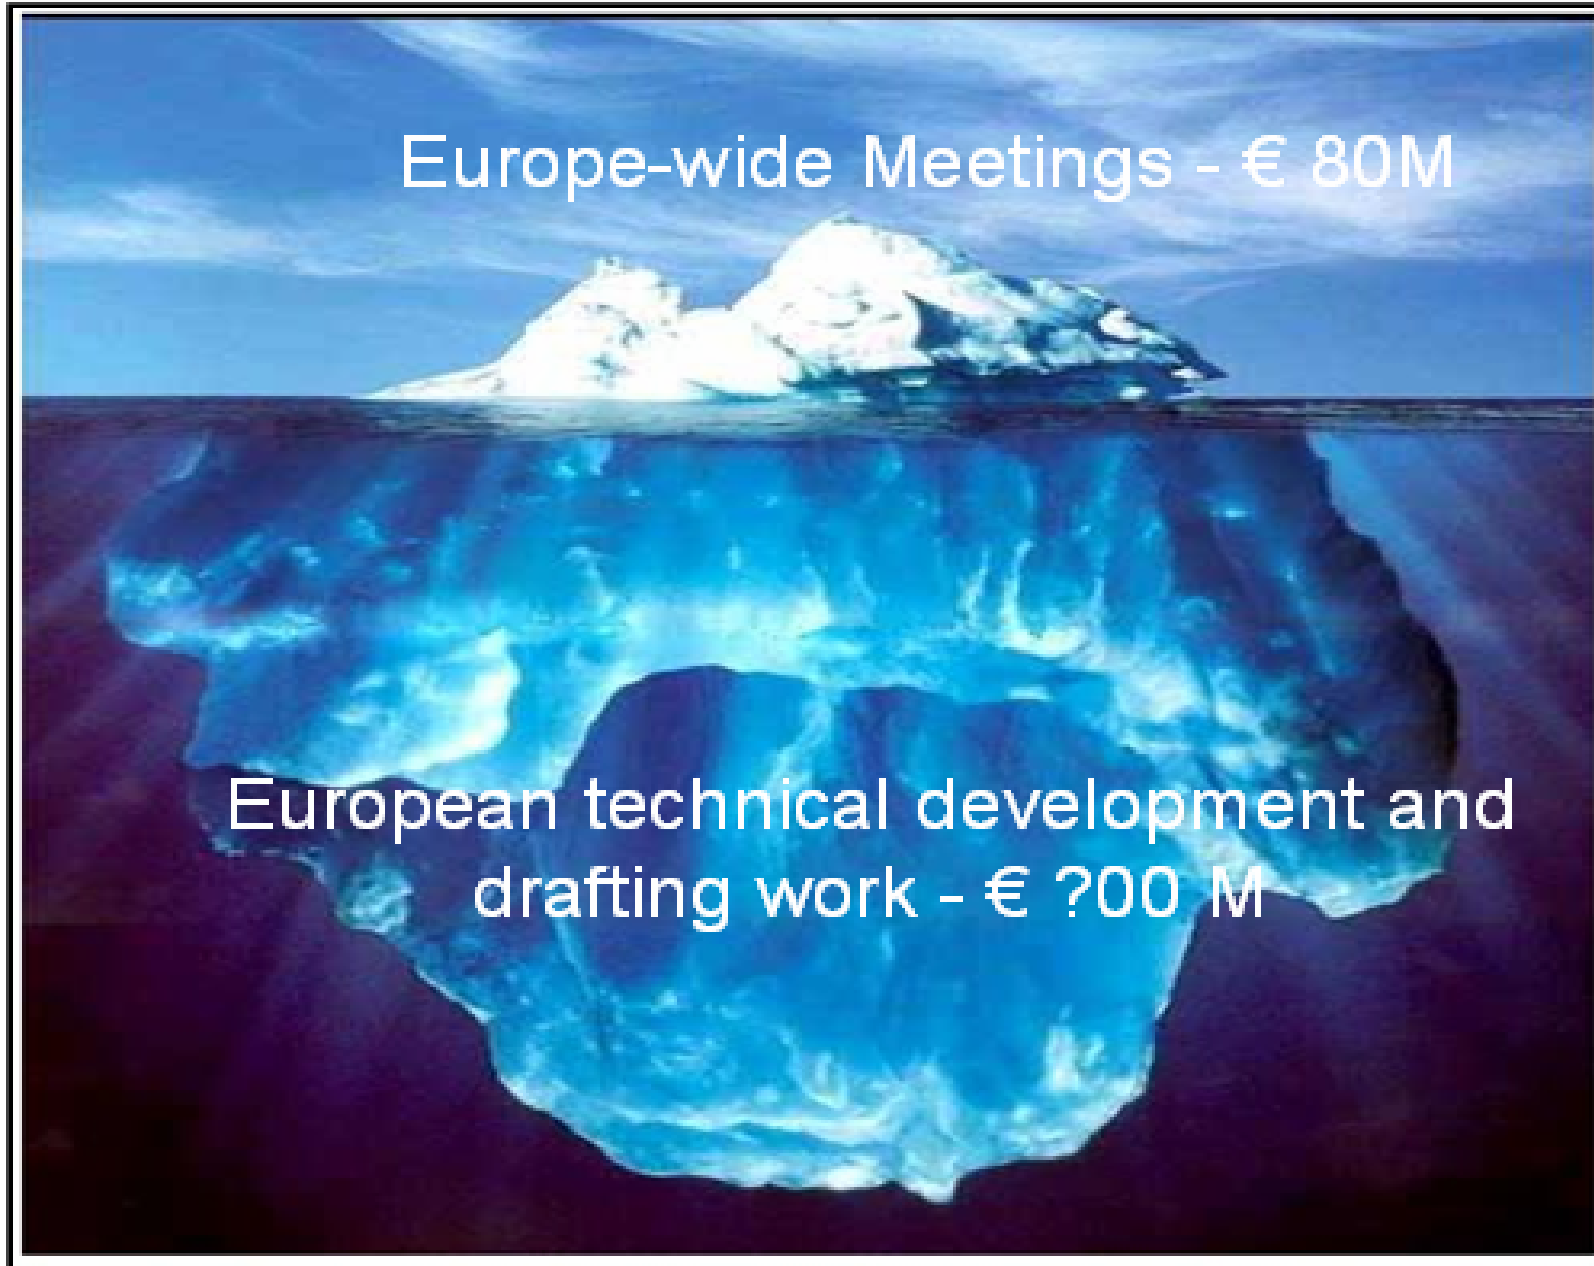 Europe-wide Meetings - € 80M
European technical development and
drafting work - € ?00 M